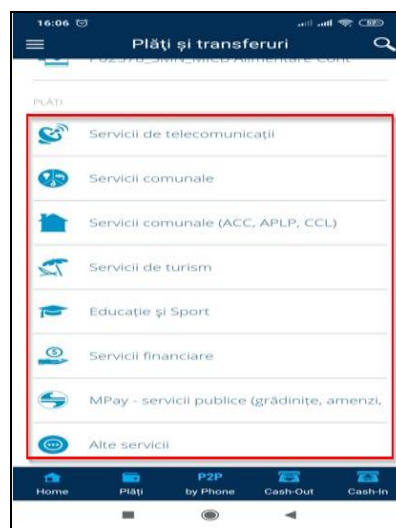 16:06
Plăți și transferuri
PLĂȚI
Servicii de telecomunicații
Servicii comunale
Servicii comunale (ACC, APLP, CCL)
Servicii de turism
Educație și Sport
Servicii financiare
MPay - servicii publice (grădinițe, amenzi,
Alte servicii
P2P
Home Plăți by Phone Cash-Out Cash-In